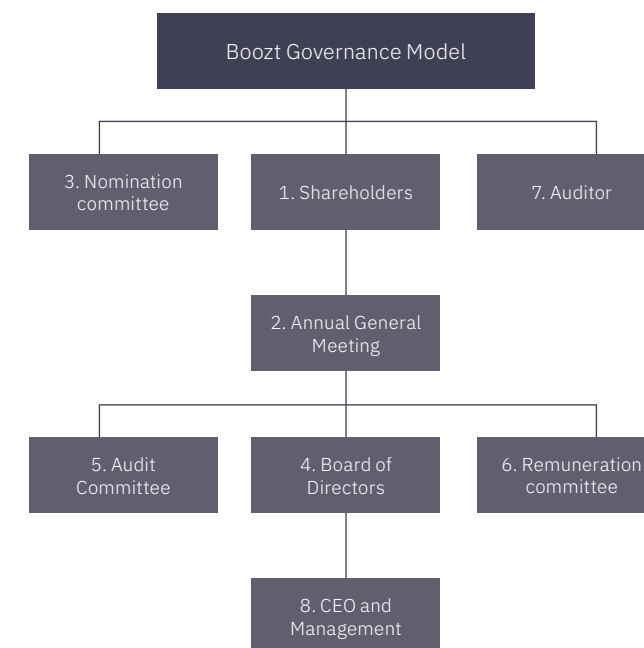 Boozt Governance Model
3. Nomination
committee
1. Shareholders
7. Auditor
2. Annual General
Meeting
5. Audit
Committee
4. Board of
Directors
6. Remuneration
committee
8. CEO and
Management